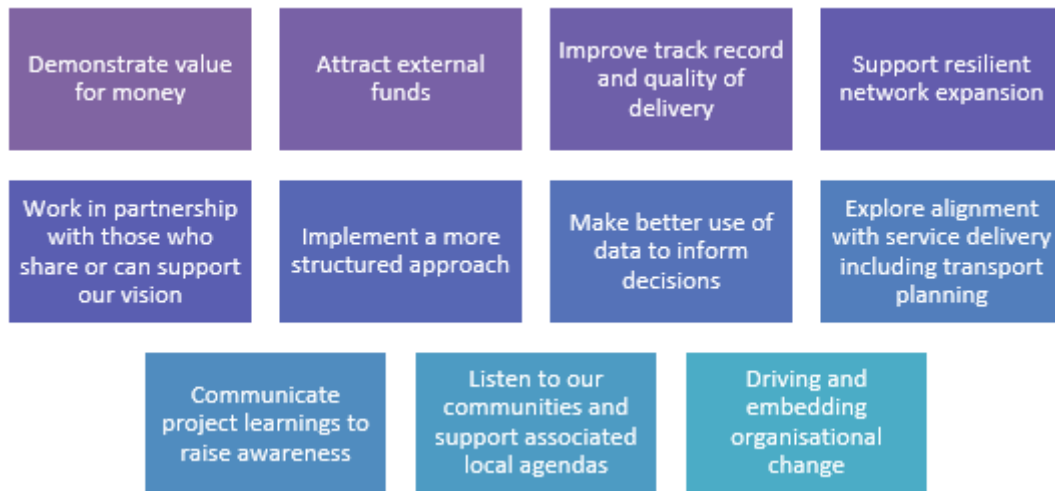 Demonstrate value
for money
Attract external
funds
Improve track record
and quality of
delivery
Support resilient
network expansion
Work in partnership
with those who
share or can support
our vision
Implement a more
structured approach
Make better use of
data to inform
decisions
Explore alignment
with service delivery
including transport
planning
Communicate
project learnings to
raise awareness
Listen to our
communities and
support associated
local agendas
Driving and
embedding
organisational
change